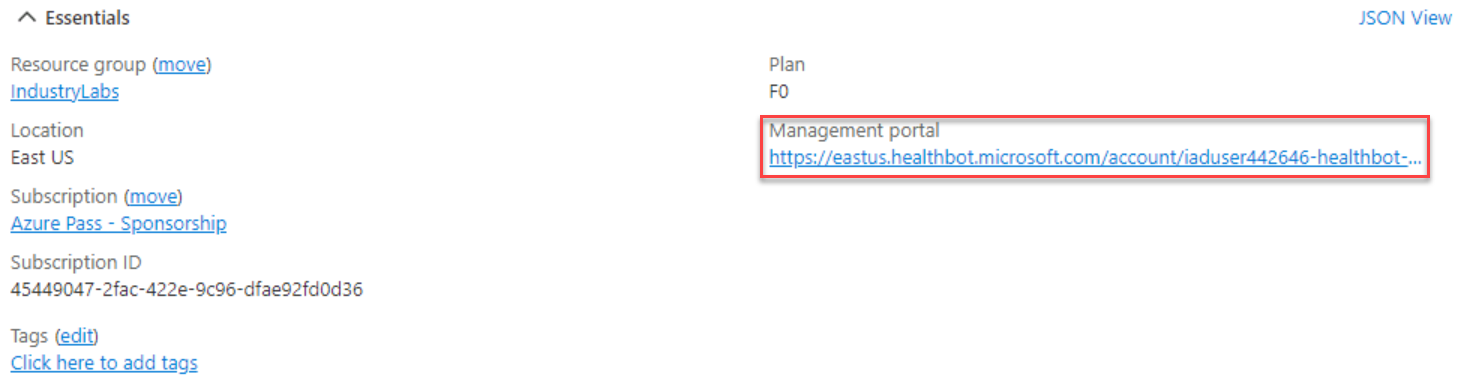 Essentials
JSON View
Resource group (move)
IndustryLabs
Location
East US
Subscription (move)
Azure Pass - Sponsorship
Subscription ID
45449047-2fac-422e-9c96-dfae92fd0d36
Tags (edit)
Click here to add tags
Plan
F0
Management portal
https://eastus.healthbot.microsoft.com/account/iaduser442646-healthbot-...